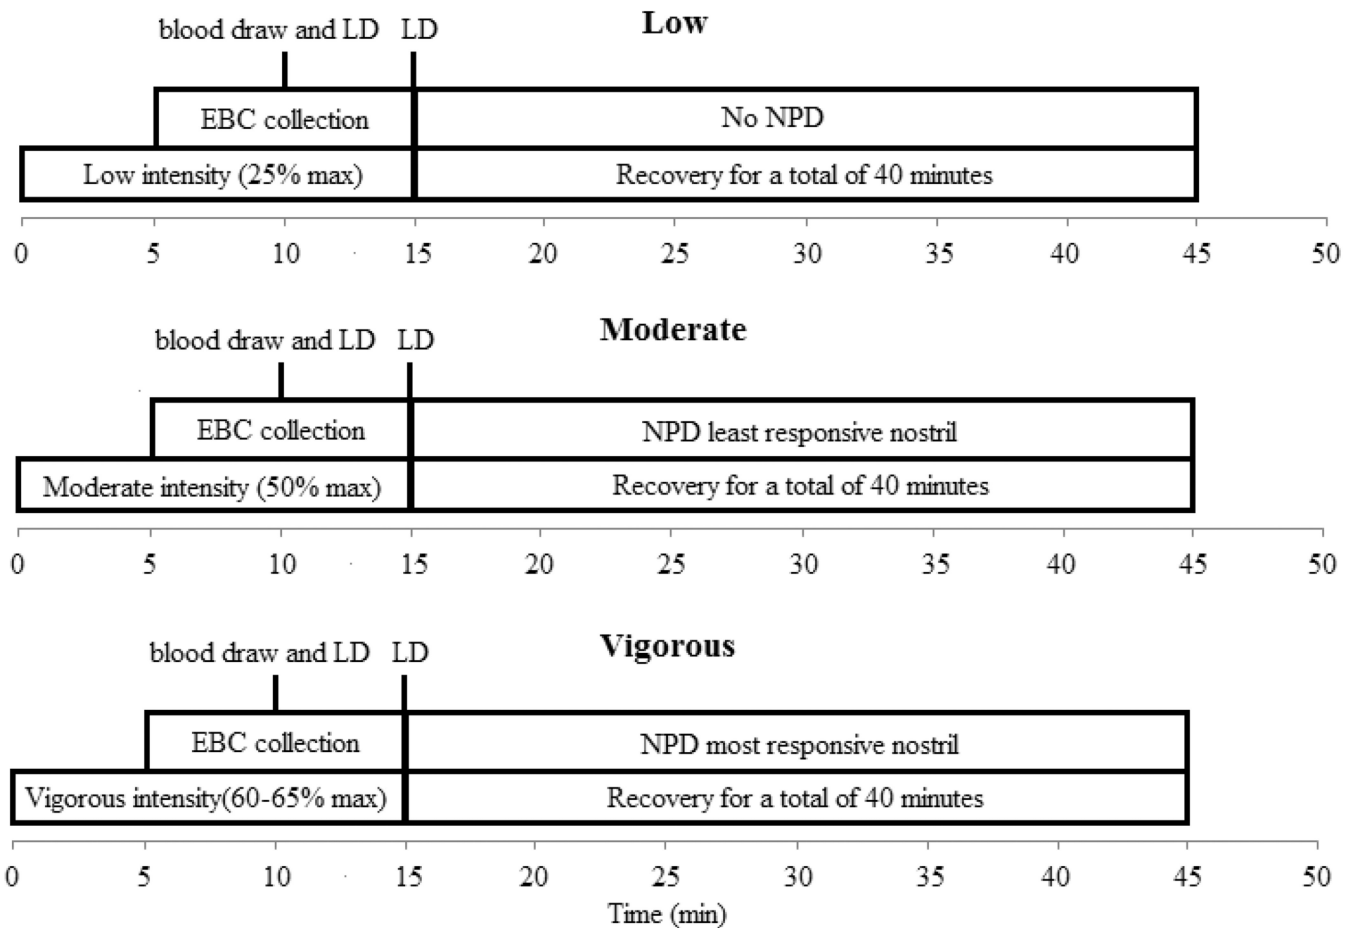 Low
blood draw and LD LD
EBC collection No NPD
Low intensity (25% max) Recovery for a total of 40 minutes
0 5 10 15 20 25 30 35 40 45 50
Moderate
blood draw and LD LD
EBC collection NPD least responsive nostril
Moderate intensity (50% max) Recovery for a total of 40 minutes
0 5 10 15 20 25 30 35 40 45 50
Vigorous
blood draw and LD LD
EBC collection NPD most responsive nostril
Vigorous intensity(60-65% max) Recovery for a total of 40 minutes
0 5 10 15 20 25 30 35 40 45 50
Time (min)